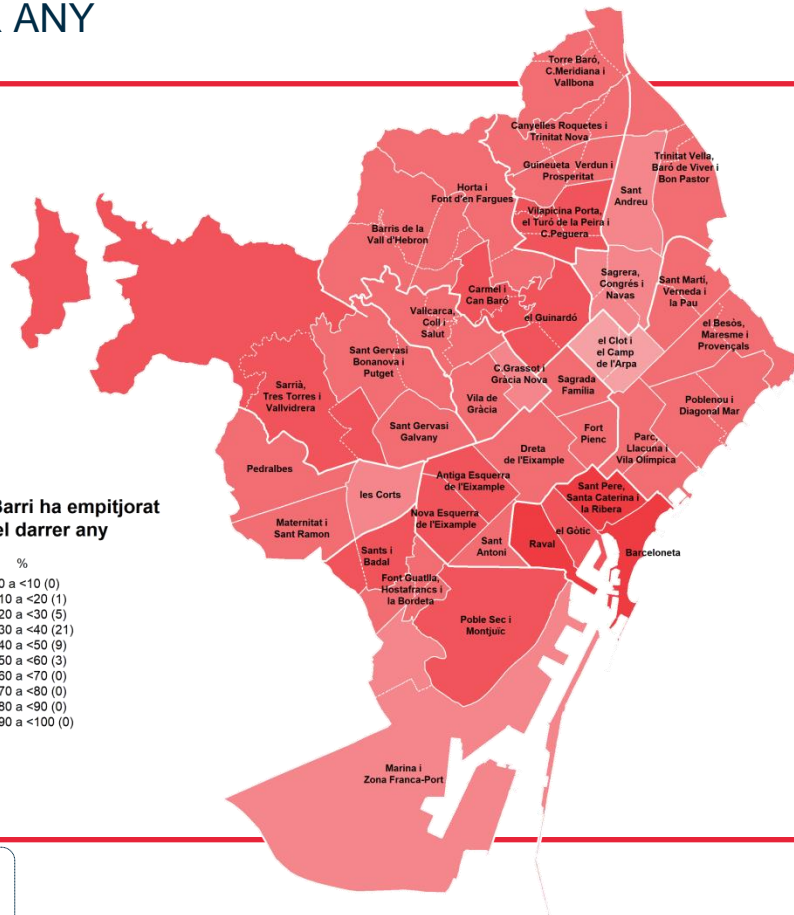 ANY
Torre Baró,
C.Meridiana i
Vallbona
Canyelles Roquetes i
Trinitat Nova
Guineueta Verdun i
Prosperitat
Trinitat Vella,
Baró de Viver i
Bon Pastor
Sant
Andreu
Horta i
Font d'en Fargues
Vilapicina Porta,
el Turó de la Peira i
C.Peguera
Barris de la
Vall d'Hebron
Sagrera,
Congrés i
Navas
Sant Martí,
Verneda i
la Pau
Carmel i
Can Baró
Vallcarca,
Coll i
Salut
el Guinardó
el Besòs,
Maresme i
Provençals
el Clot i
el Camp
de l'Arpa
Sant Gervasi
Bonanova i
Putget
C.Grassot i
Gràcia Nova
Sagrada
Família
Sarrià,
Tres Torres i
Vallvidrera
Vila de
Gràcia
Poblenou i
Diagonal Mar
Sant Gervasi
Galvany
Fort
Pienc
Parc,
Llacuna i
Vila Olímpica
Dreta
de l'Eixample
Pedralbes
les Corts
Antiga Esquerra
de l'Eixample
Sant Pere,
Santa Caterina i
la Ribera
Maternitat i
Sant Ramon
Nova Esquerra
de l'Eixample
Sant
Antoni
Raval
el Gòtic
Barceloneta
Sants i
Badal
Font Guatlla,
Hostafrancs i
la Bordeta
Poble Sec i
Montjuïc
Marina i
Zona Franca-Port
Barri ha empitjorat
el darrer any
%
0 a <10 (0)
10 a <20 (1)
20 a <30 (5)
30 a <40 (21)
40 a <50 (9)
50 a <60 (3)
60 a <70 (0)
70 a <80 (0)
80 a <90 (0)
90 a <100 (0)